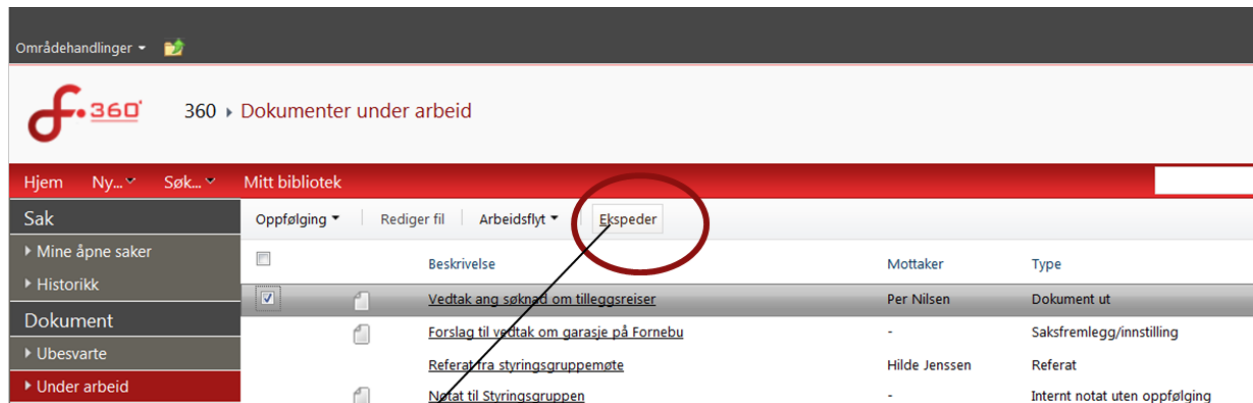 Områdehandlinger
360°
360 Dokumenter under arbeid
Hjem Ny... Søk... Mitt bibliotek
Sak
Mine åpne saker
Historikk
Dokument
Ubesvarte
Under arbeid
Oppfølging Rediger fil Arbeidsflyt Ekspeder
Beskrivelse Mottaker Type
Vedtak ang søknad om tilleggsreiser Per Nilsen Dokument ut
Forslag til vedtak om garasje på Fornebu - Saksfremlegg/innstilling
Referat fra styringsgruppemøte Hilde Jenssen Referat
Notat til Styringsgruppen - Internt notat uten oppfølging